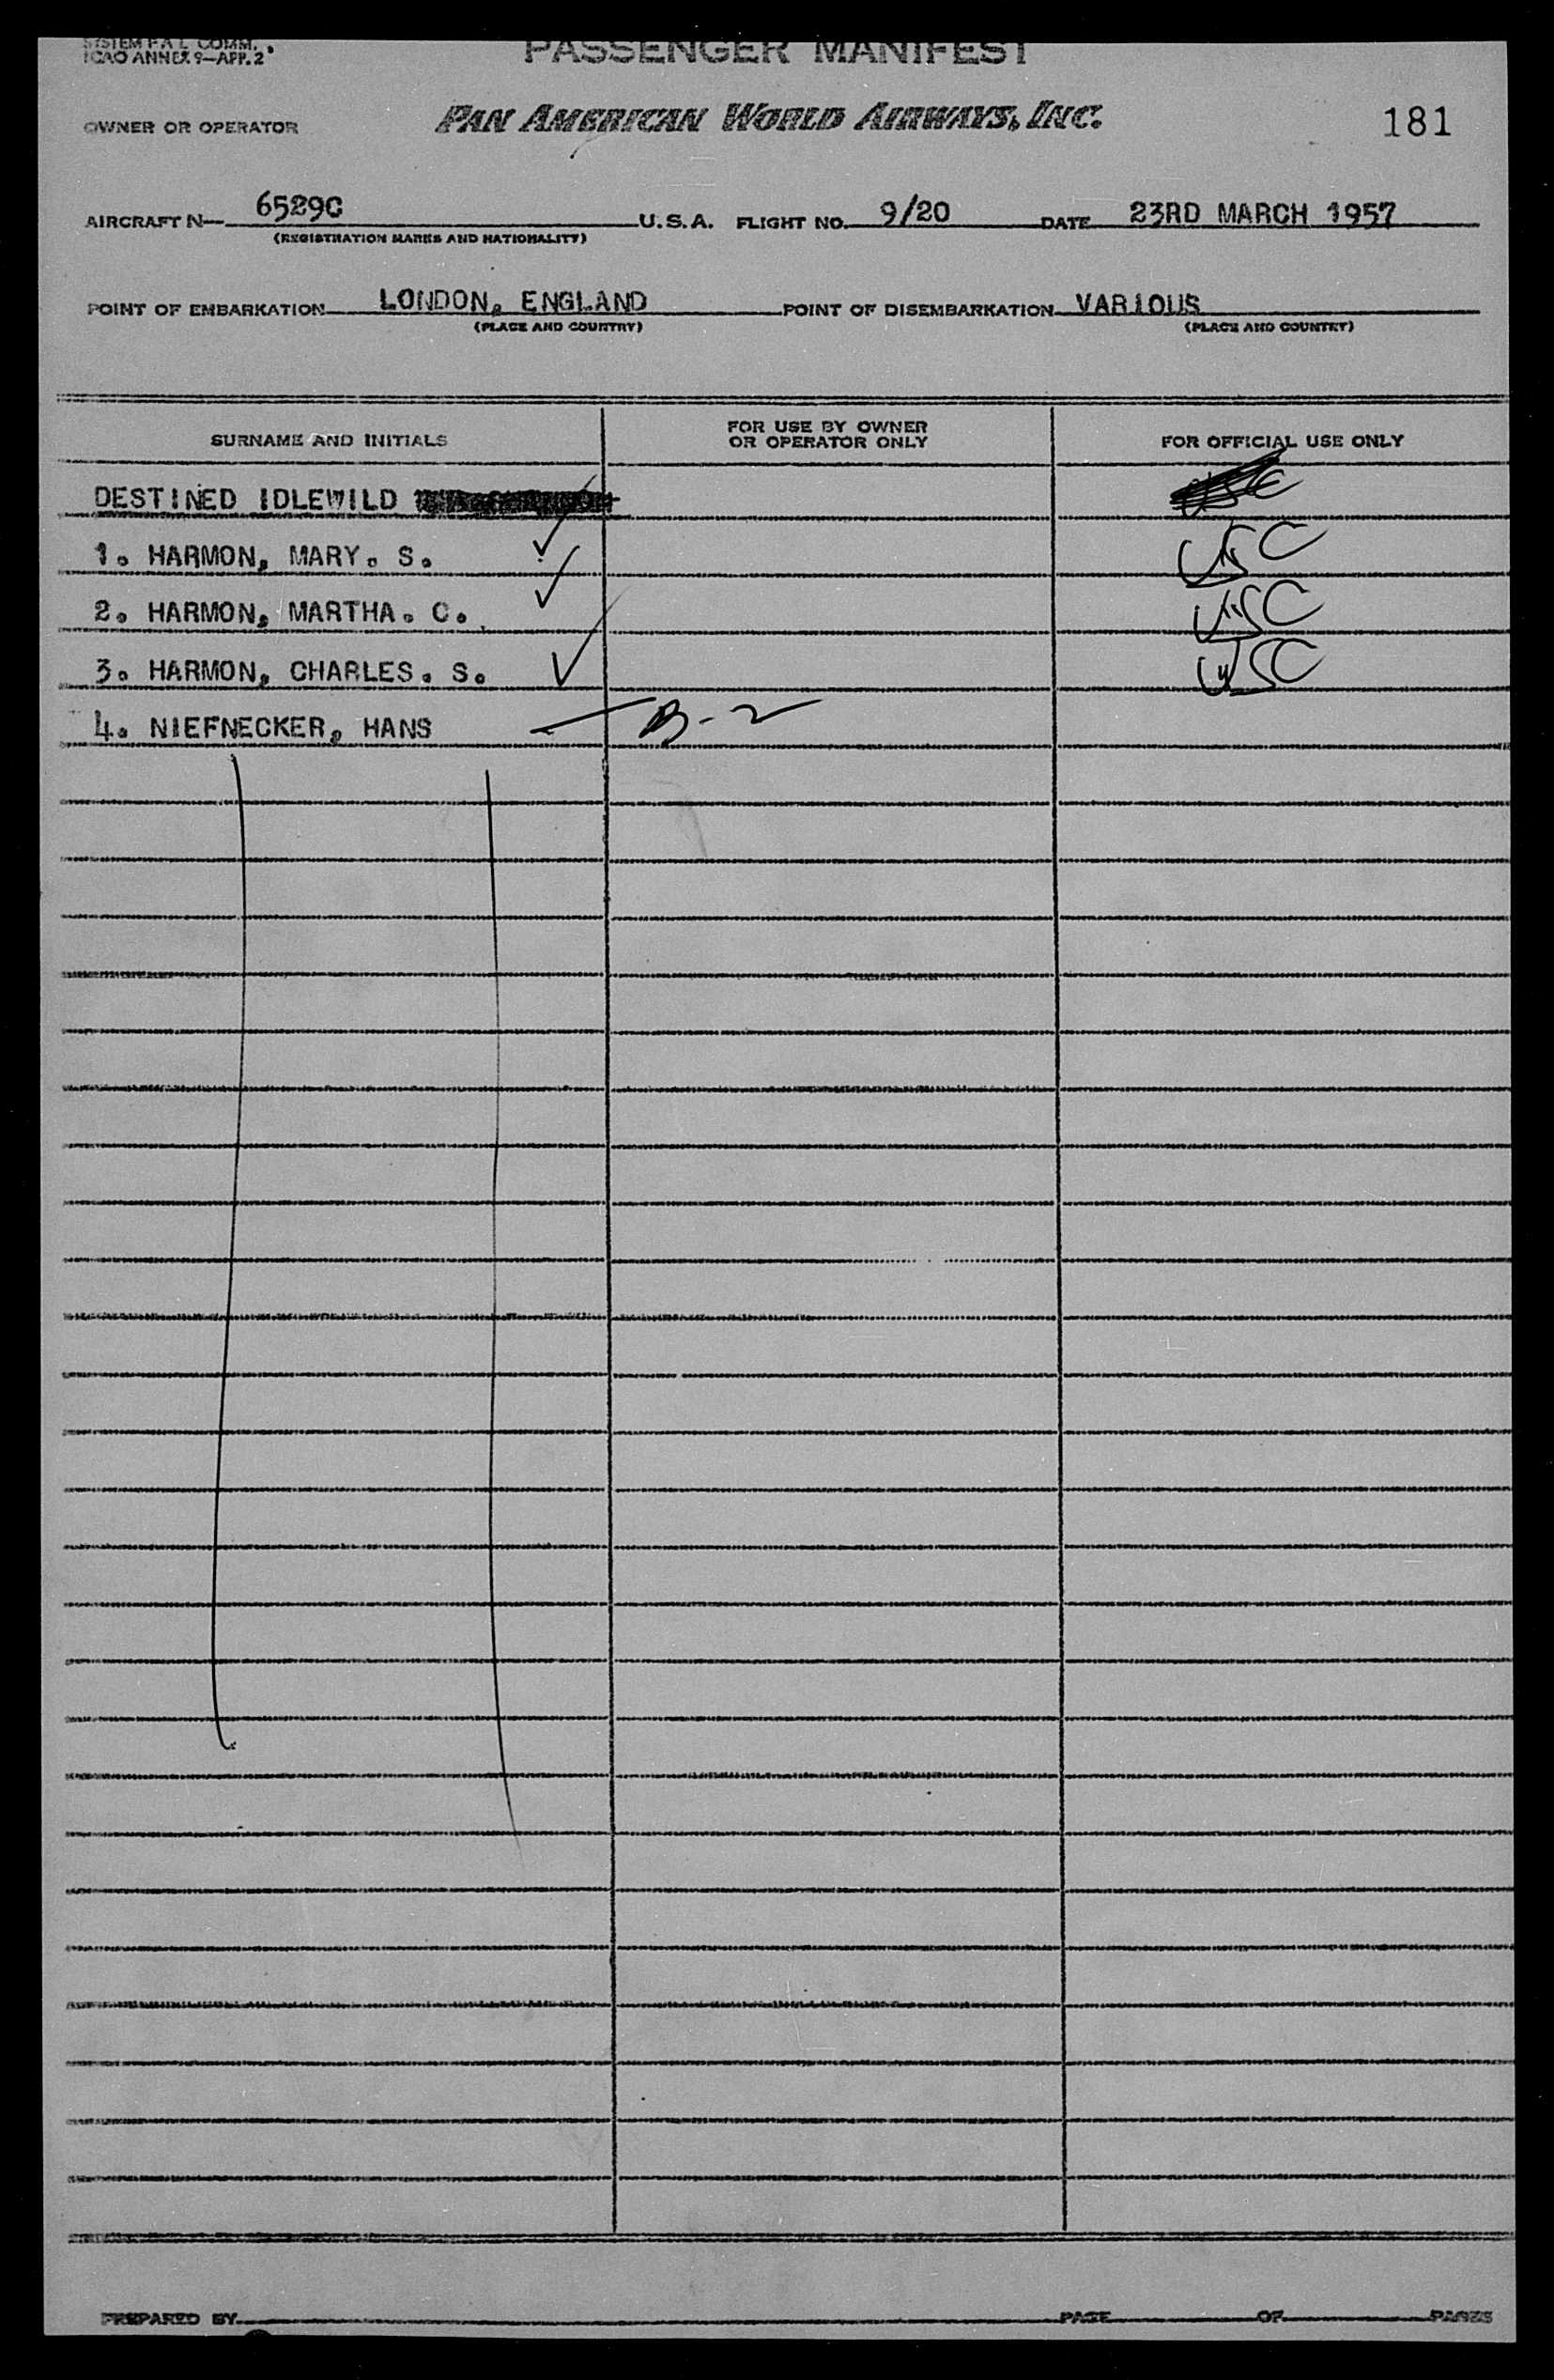 SYSTEM F A L COMM.
ICAO ANNEX 9—APP. 2
PASSENGER MANIFEST
OWNER OR OPERATOR PAN AMERICAN WORLD AIRWAYS, INC. 181
AIRCRAFT N— 6529C U.S.A. FLIGHT NO. 9/20 DATE 23RD MARCH 1957
(REGISTRATION MARKS AND NATIONALITY)
POINT OF EMBARKATION LONDON, ENGLAND POINT OF DISEMBARKATION VARIOUS
(PLACE AND COUNTRY) (PLACE AND COUNTRY)
SURNAME AND INITIALS FOR USE BY OWNER OR OPERATOR ONLY FOR OFFICIAL USE ONLY
DESTINED IDLEWILD
1. HARMON, MARY. S. USC
2. HARMON, MARTHA. C. USC
3. HARMON, CHARLES. S. USC
4. NIEFNECKER, HANS B-2
PREPARED BY PAGE OF PAGES